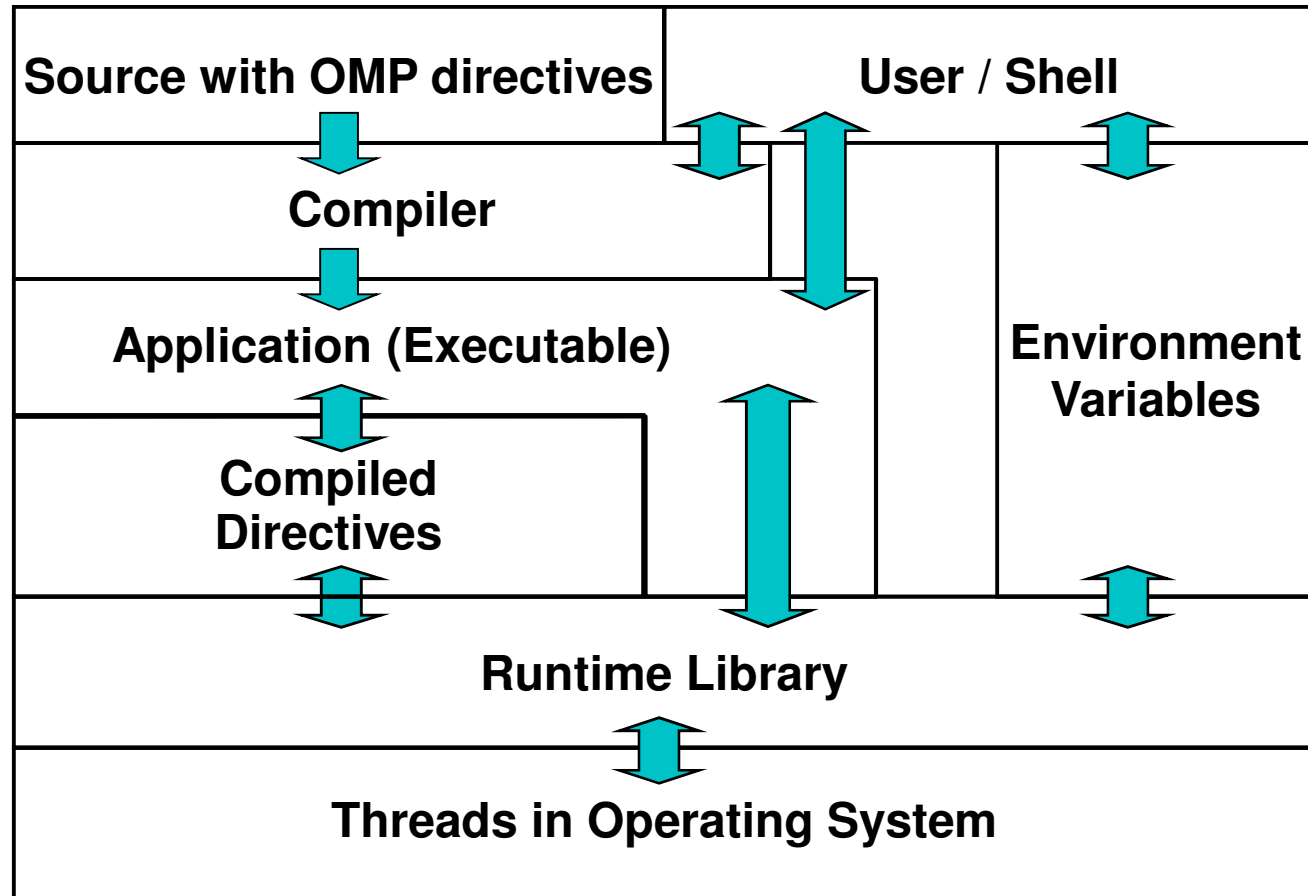 Source with OMP directives
User / Shell
Compiler
Application (Executable)
Environment
Variables
Compiled
Directives
Runtime Library
Threads in Operating System